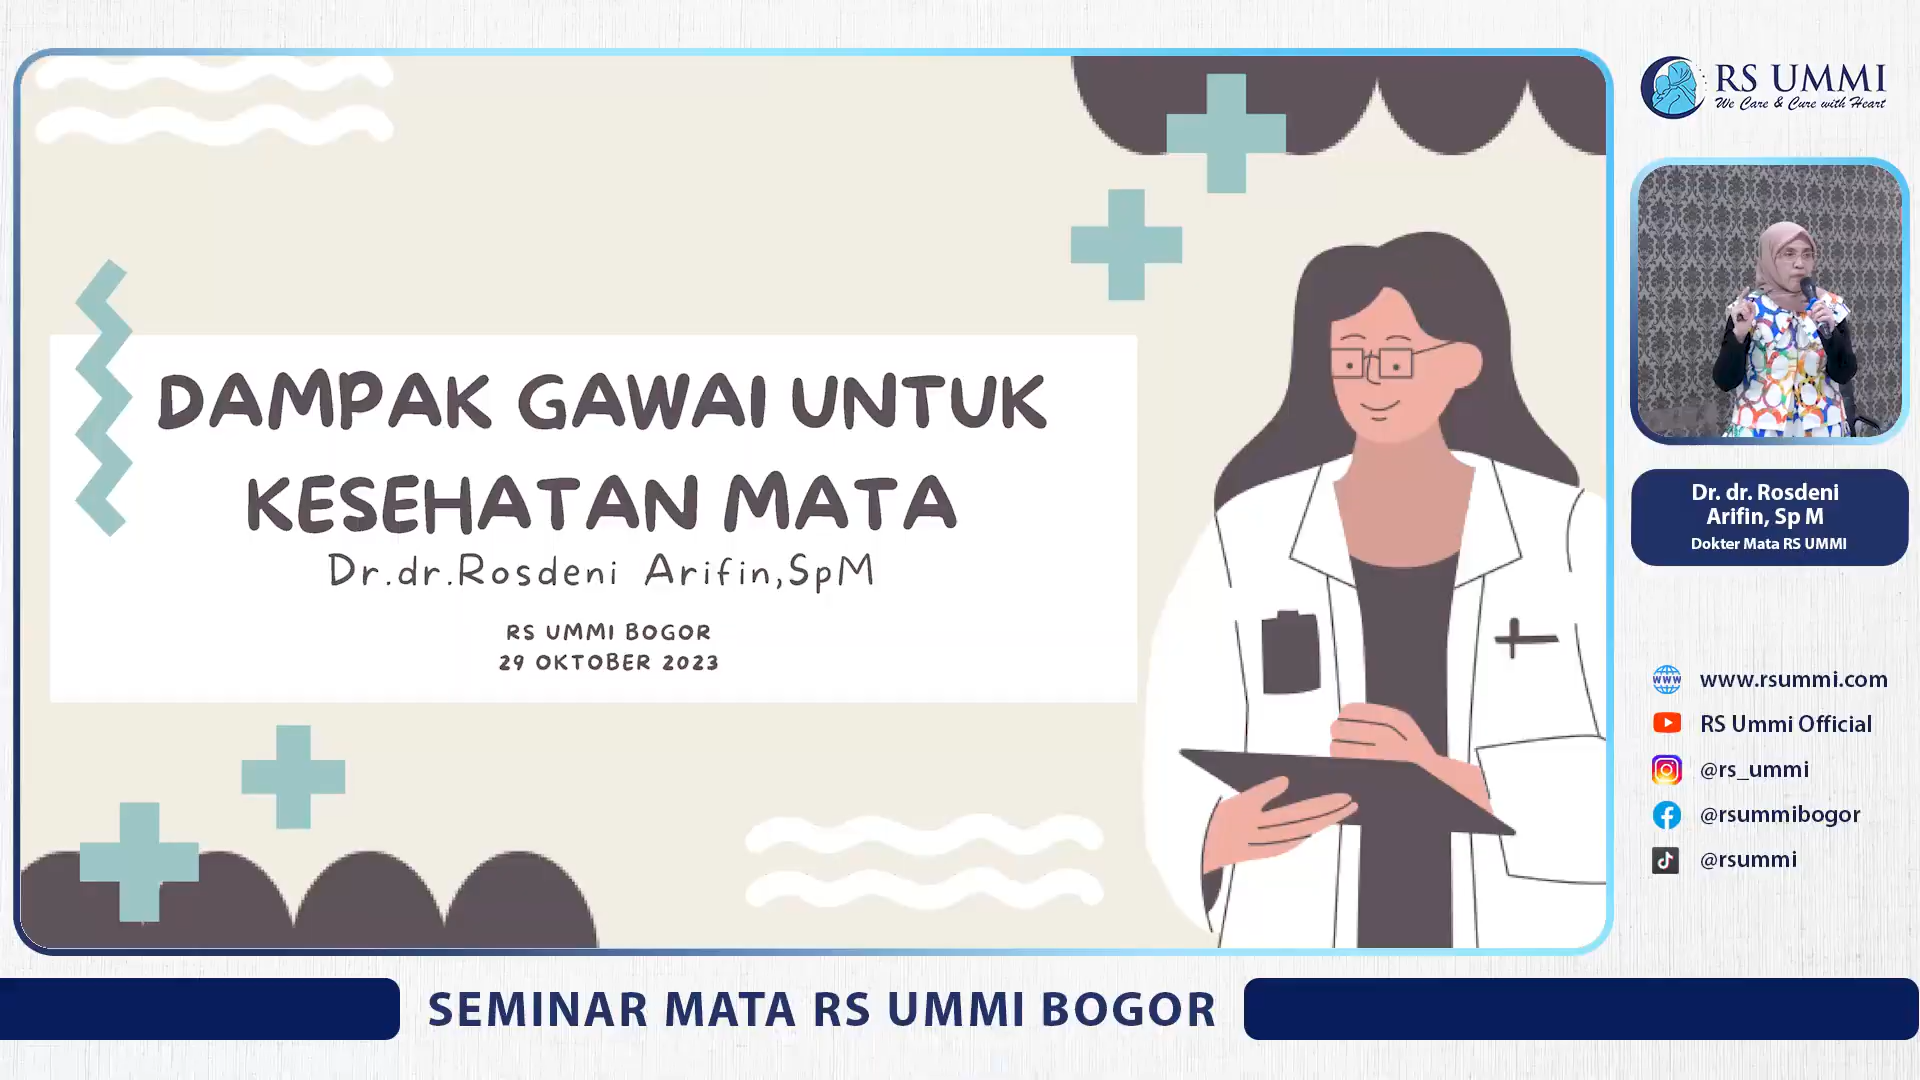 DAMPAK GAWAI UNTUK
KESEHATAN MATA
Dr.dr.Rosdeni Arifin,SpM
RS UMMI BOGOR
29 OKTOBER 2023
RS UMMI
We Care & Cure with Heart
Dr. dr. Rosdeni
Arifin, Sp M
Dokter Mata RS UMMI
www www.rsummi.com
RS Ummi Official
@rs_ummi
@rsummibogor
@rsummi
SEMINAR MATA RS UMMI BOGOR